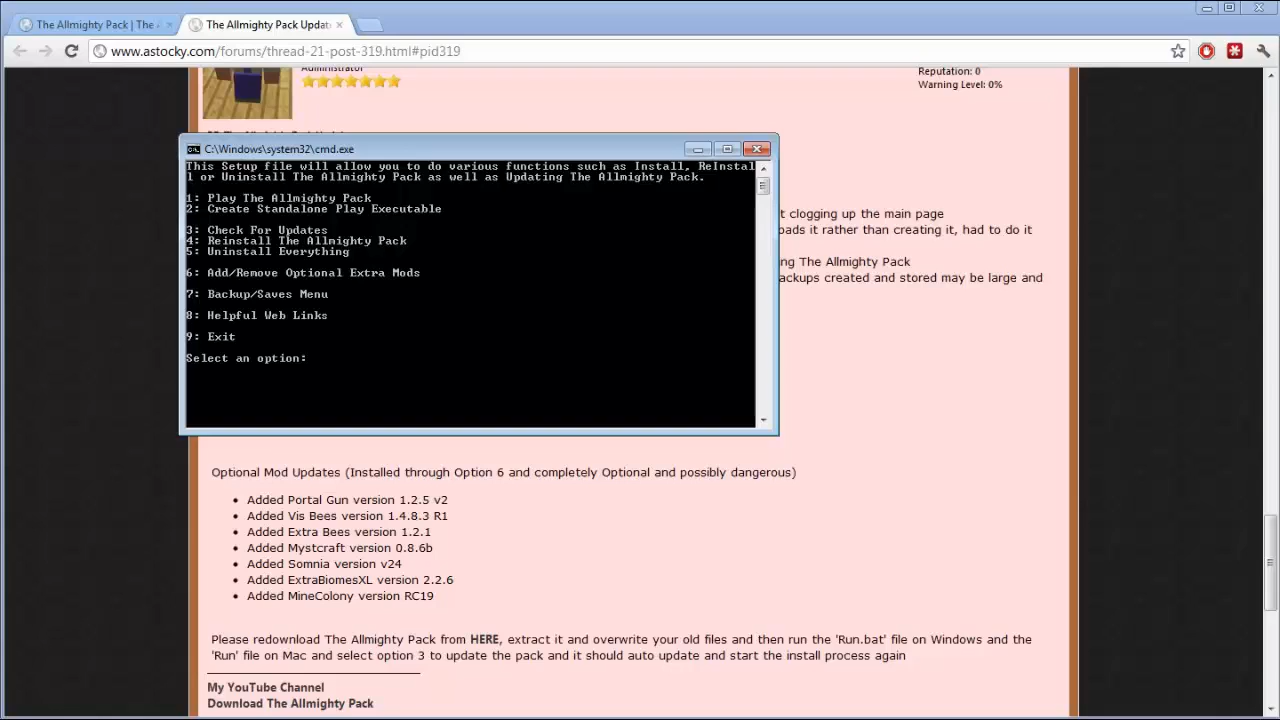 The Allmighty Pack | The
The Allmighty Pack Updat
www.astocky.com/forums/thread-21-post-319.html#pid319
Administrator
Reputation: 0
Warning Level: 0%
C:\Windows\system32\cmd.exe
This Setup file will allow you to do various functions such as Install, ReInstal
l or Uninstall The Allmighty Pack as well as Updating The Allmighty Pack.
1: Play The Allmighty Pack
2: Create Standalone Play Executable
3: Check For Updates
4: Reinstall The Allmighty Pack
5: Uninstall Everything
6: Add/Remove Optional Extra Mods
7: Backup/Saves Menu
8: Helpful Web Links
9: Exit
Select an option:
t clogging up the main page
oads it rather than creating it, had to do it
ng The Allmighty Pack
ackups created and stored may be large and
Optional Mod Updates (Installed through Option 6 and completely Optional and possibly dangerous)
• Added Portal Gun version 1.2.5 v2
• Added Vis Bees version 1.4.8.3 R1
• Added Extra Bees version 1.2.1
• Added Mystcraft version 0.8.6b
• Added Somnia version v24
• Added ExtraBiomesXL version 2.2.6
• Added MineColony version RC19
Please redownload The Allmighty Pack from HERE, extract it and overwrite your old files and then run the 'Run.bat' file on Windows and the
'Run' file on Mac and select option 3 to update the pack and it should auto update and start the install process again
My YouTube Channel
Download The Allmighty Pack